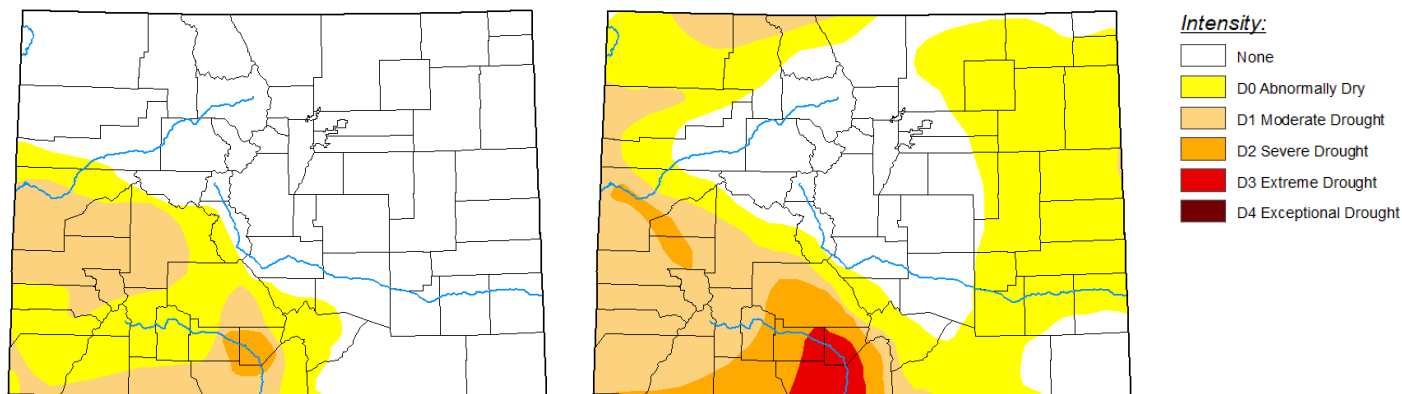 Intensity:
None
D0 Abnormally Dry
D1 Moderate Drought
D2 Severe Drought
D3 Extreme Drought
D4 Exceptional Drought